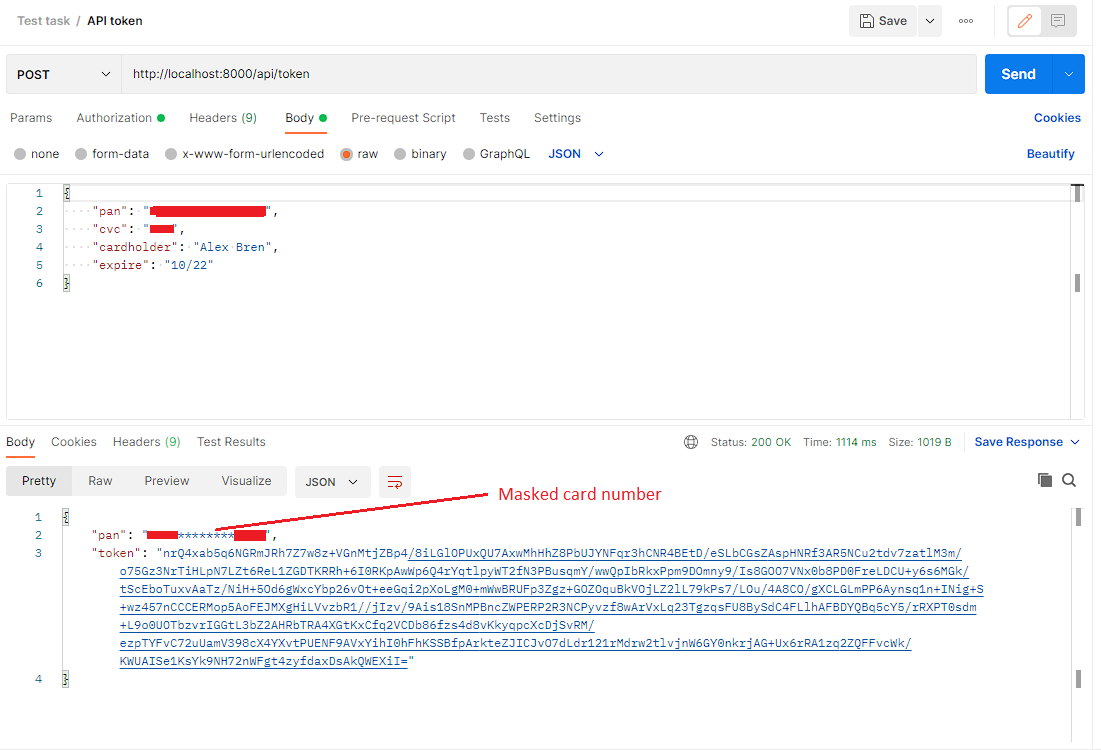 Test task / API token
Save
POST
http://localhost:8000/api/token
Send
Params Authorization Headers (9) Body Pre-request Script Tests Settings
Cookies
none form-data x-www-form-urlencoded raw binary GraphQL JSON
Beautify
1 {
2 "pan": "",
3 "cvc": "",
4 "cardholder": "Alex Bren",
5 "expire": "10/22"
6 }
Body Cookies Headers (9) Test Results
Status: 200 OK Time: 1114 ms Size: 1019 B
Save Response
Pretty Raw Preview Visualize JSON
Masked card number
1 {
2 "pan": "********",
3 "token": "nrQ4xab5q6NGRmJRh7Z7w8z+VGnMtjZBp4/8iLGlOPUxQU7AxwMhHhZ8PbUJYNFqr3hCNR4BEtD/eSLbCGsZAspHNRf3AR5NCu2tdv7zatlM3m/
o75Gz3NrTiHLpN7LZt6ReL1ZGDTKRRh+6I0RKpAwWp6Q4rYqtlpyWT2fN3PBusqmY/wwQpIbRkxPpm9DOmny9/Is8GOO7VNx0b8PD0FreLDCU+y6s6MGk/
tScEboTuxvAaTz/NiH+5Od6gWxcYbp26vOt+eeGqi2pXoLgM0+mWwBRUFp3Zgz+GOZOquBkVOjLZ2lL79kPs7/LOu/4A8CO/gXCLGLmPP6Aynsq1n+INig+S
+wz457nCCCERMop5AoFEJMXgHiLVvzbR1//jIzv/9Ais18SnMPBncZWPERP2R3NCPyvzf8wArVxLq23TgzqsFU8BySdC4FLlhAFBDYQBq5cY5/rRXPT0sdm
+L9o0UOTbzvrIGGtL3bZ2AHRbTRA4XGtKxCfq2VCDb86fzs4d8vKkyqpcXcDjSvRM/
ezpTYFvC72uUamV398cX4YXvtPUENF9AVxYihI0hFhKSSBfpArkteZJICJvO7dLdr121rMdrw2tlvjnW6GY0nkrjAG+Ux6rRA1zq2ZQFFvcWk/
KWUAISe1KsYk9NH72nWFgt4zyfdaxDsAkQWEXiI="
4 }